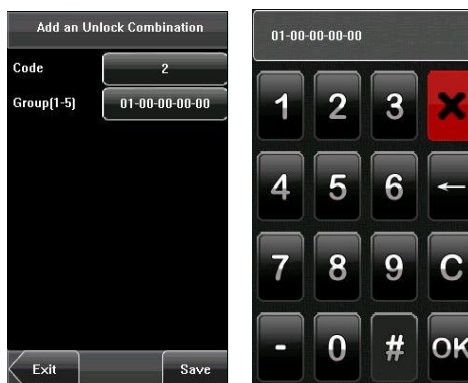 Add an Unlock Combination
Code 2
Group(1-5) 01-00-00-00-00
Exit Save
01-00-00-00-00
1 2 3 ×
4 5 6 ←
7 8 9 C
- 0 # OK